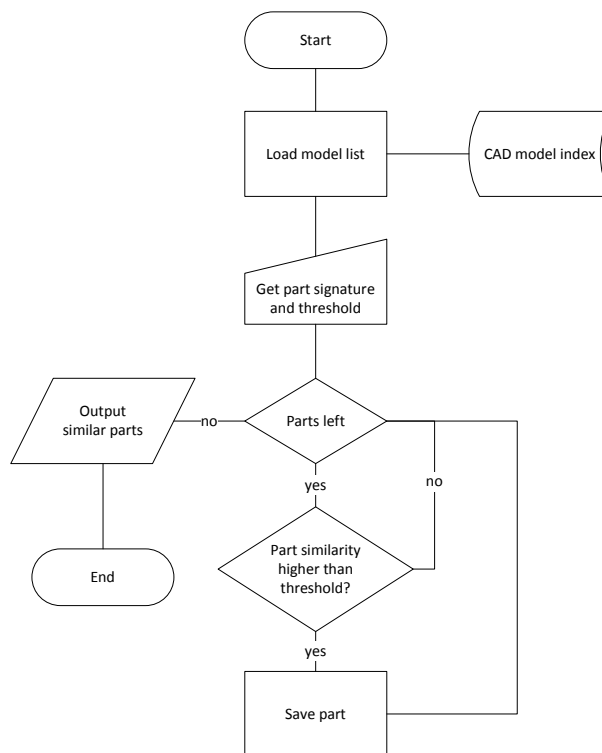 Start
Load model list
CAD model index
Get part signature
and threshold
Parts left
no
Output
similar parts
yes
no
Part similarity
higher than
threshold?
End
yes
Save part